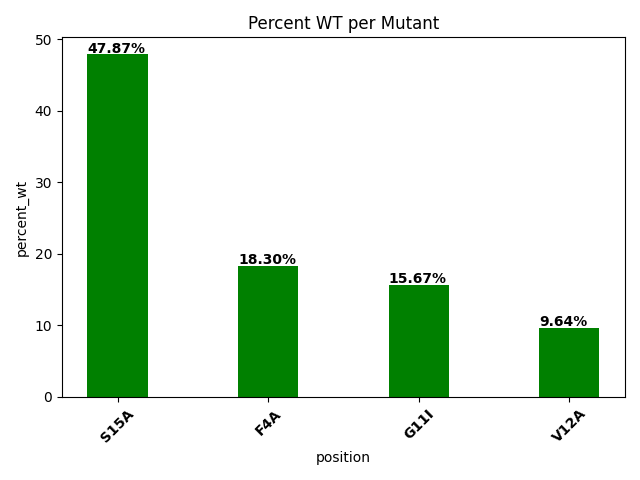 Percent WT per Mutant
percent_wt
50
40
30
20
10
0
47.87%
18.30%
15.67%
9.64%
S15A
F4A
G11I
V12A
position